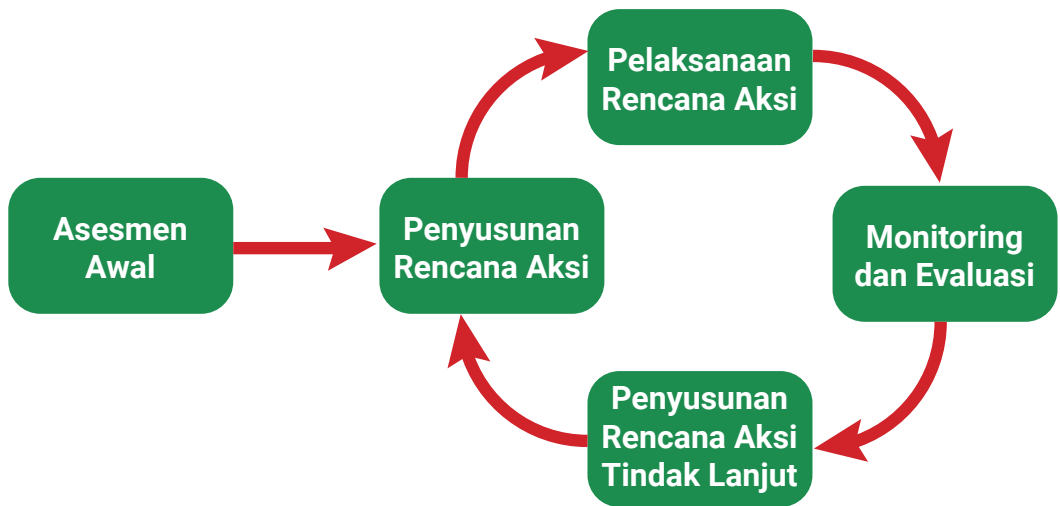 Asesmen
Awal
Penyusunan
Rencana Aksi
Pelaksanaan
Rencana Aksi
Monitoring
dan Evaluasi
Penyusunan
Rencana Aksi
Tindak Lanjut